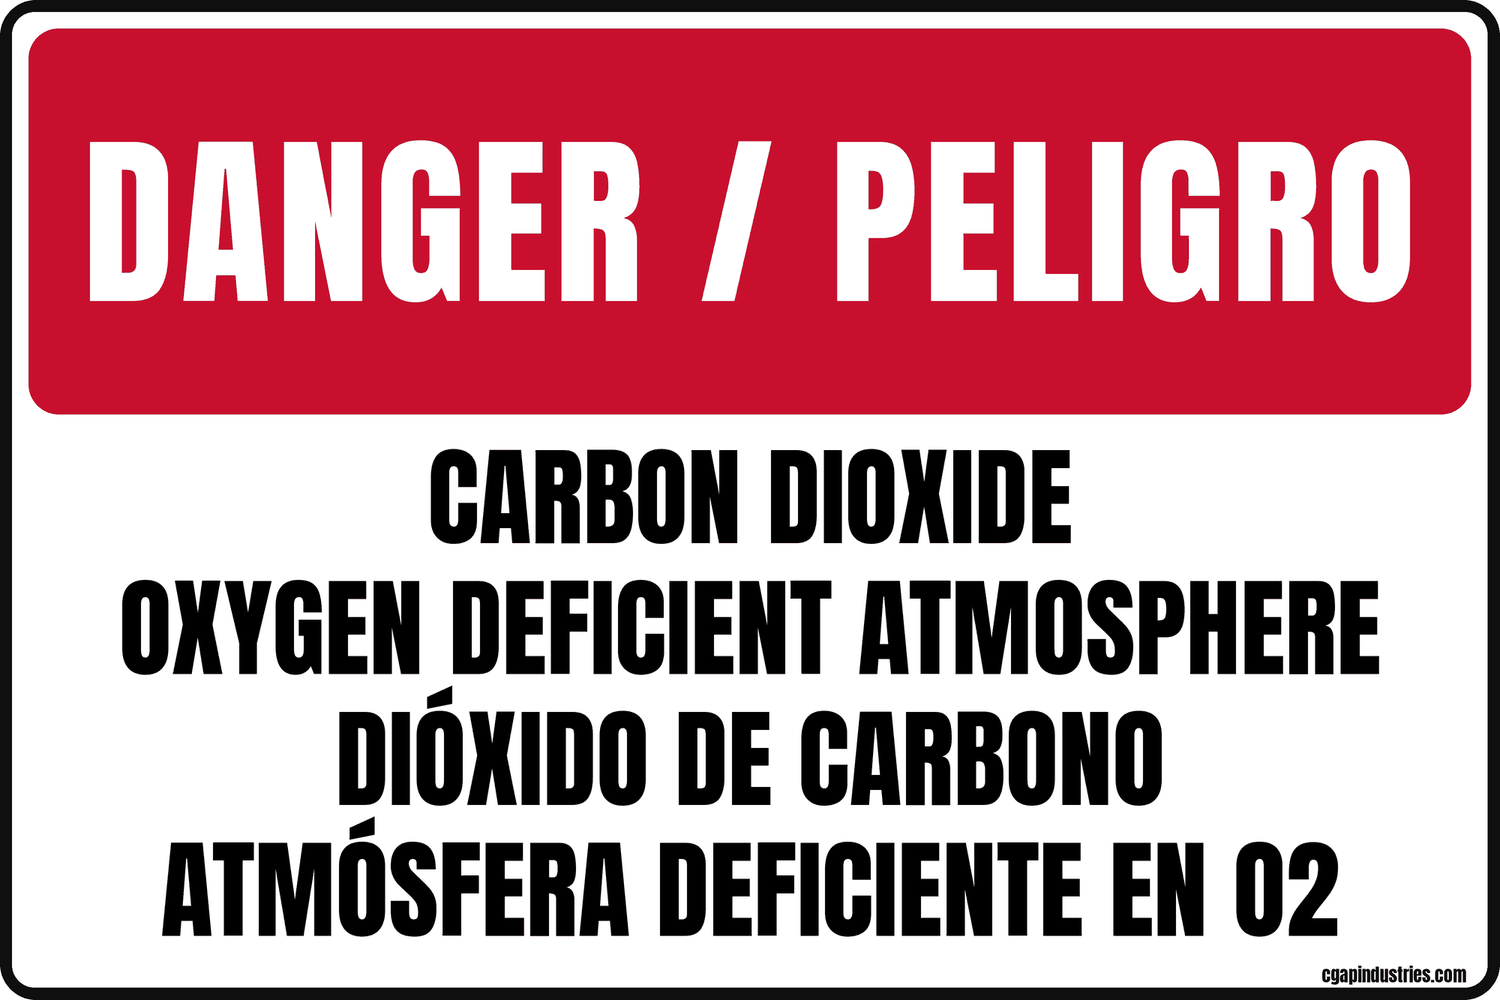 DANGER / PELIGRO
CARBON DIOXIDE
OXYGEN DEFICIENT ATMOSPHERE
DIÓXIDO DE CARBONO
ATMÓSFERA DEFICIENTE EN O2
cgapindustries.com